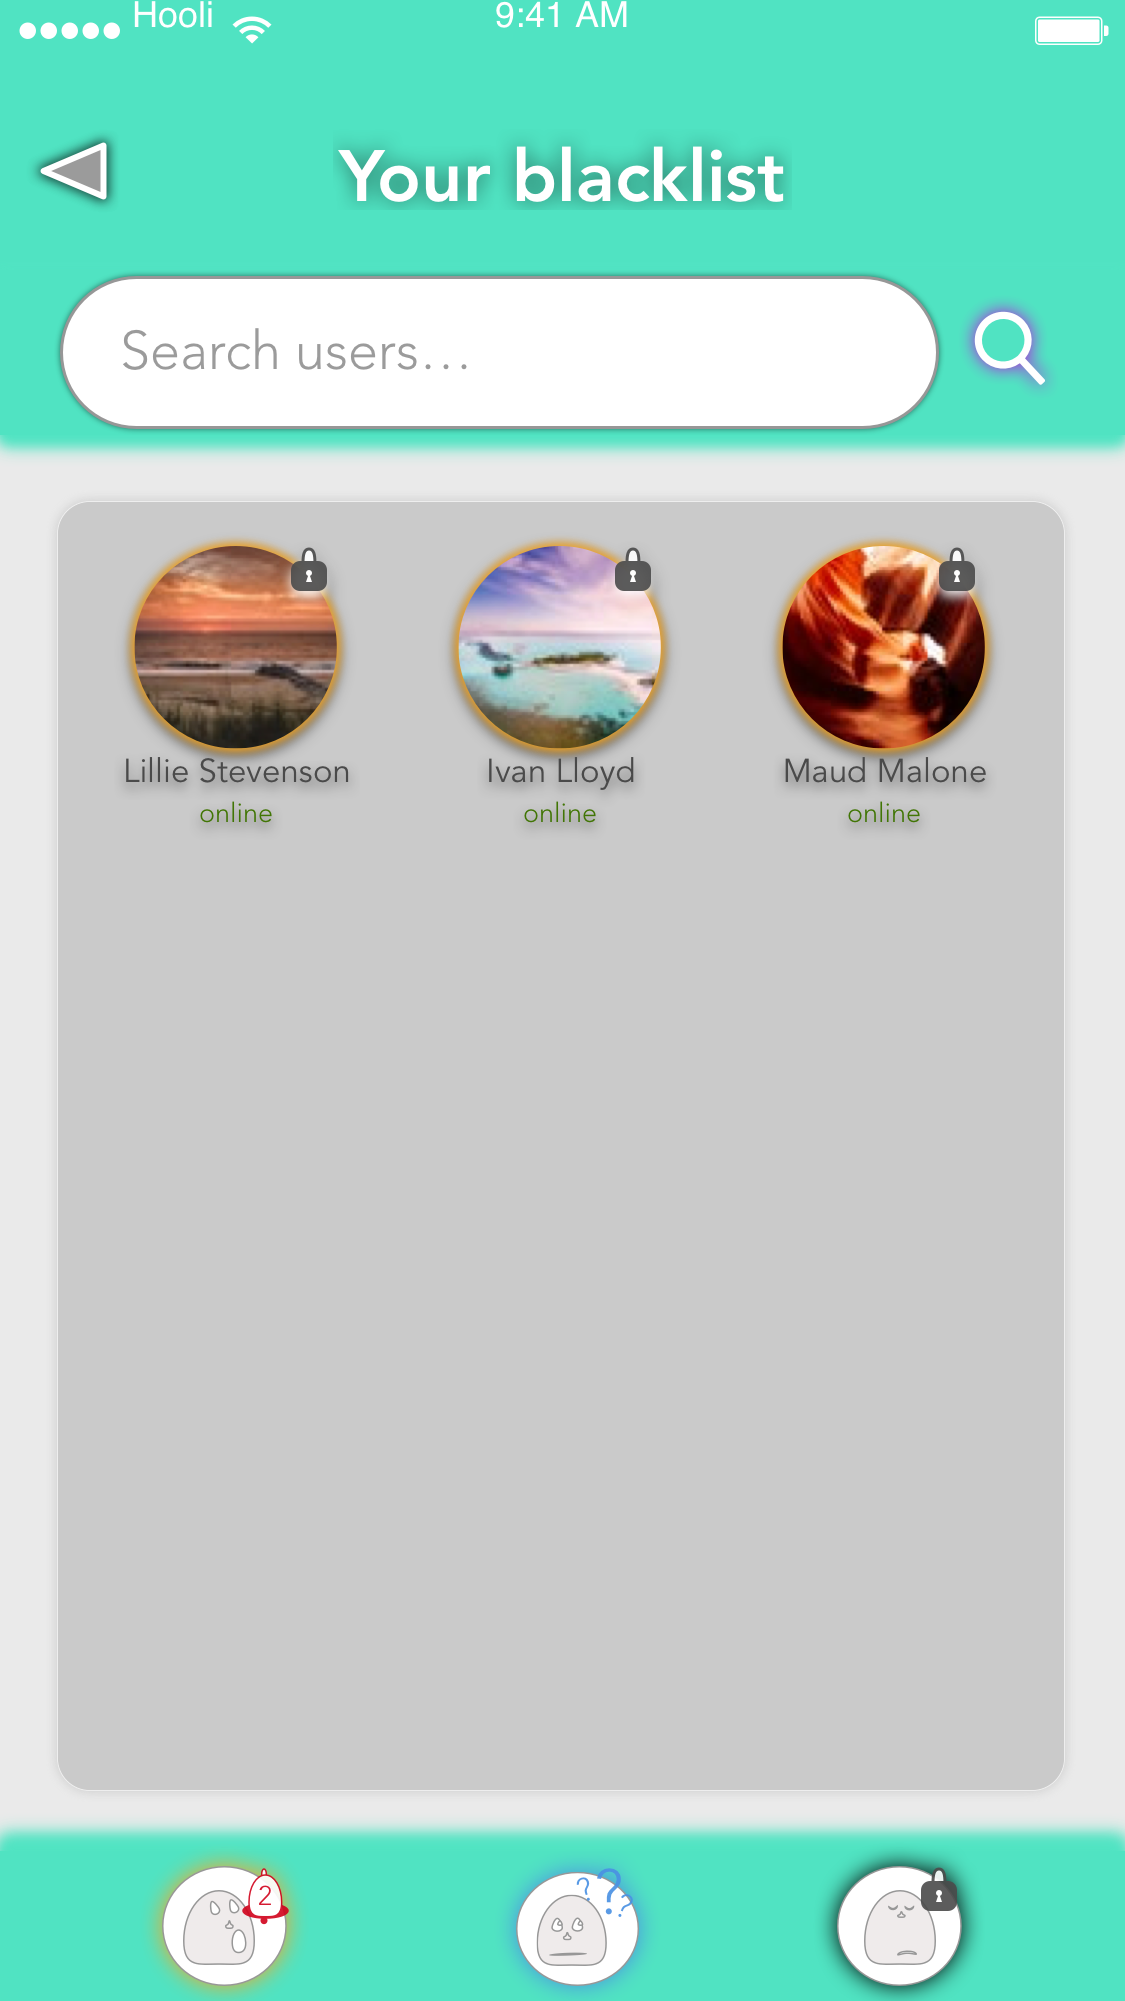 Hooli
9:41 AM
Your blacklist
Search users...
Lillie Stevenson
Ivan Lloyd
Maud Malone
online
online
online
2
? ? ?